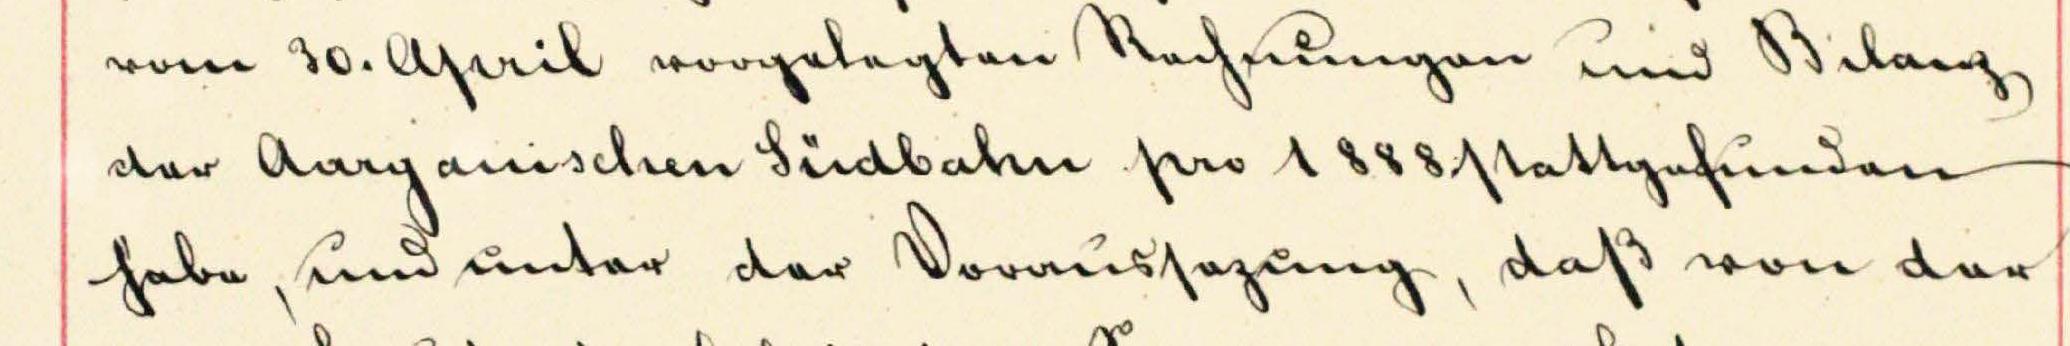 vom 30. April vorgelegten Rechnungen und Bilanz
der Aargauischen Südbahn pro 1888 stattgefunden
habe, und unter der Voraussezung, daß von der